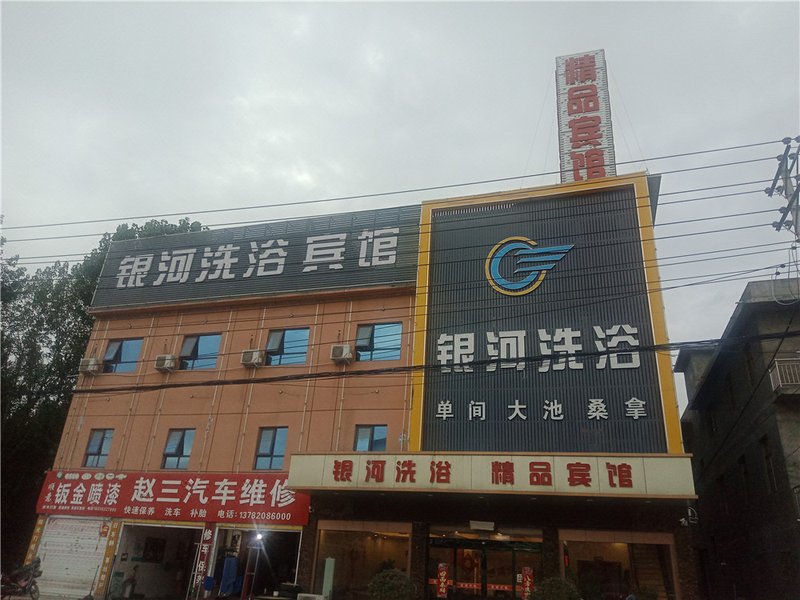 精品宾馆
银河洗浴宾馆
银河洗浴
单间 大池 桑拿
银河洗浴 精品宾馆
顺意
钣金喷漆
赵三汽车维修
快速保养 洗车 补胎 电话:13782086000